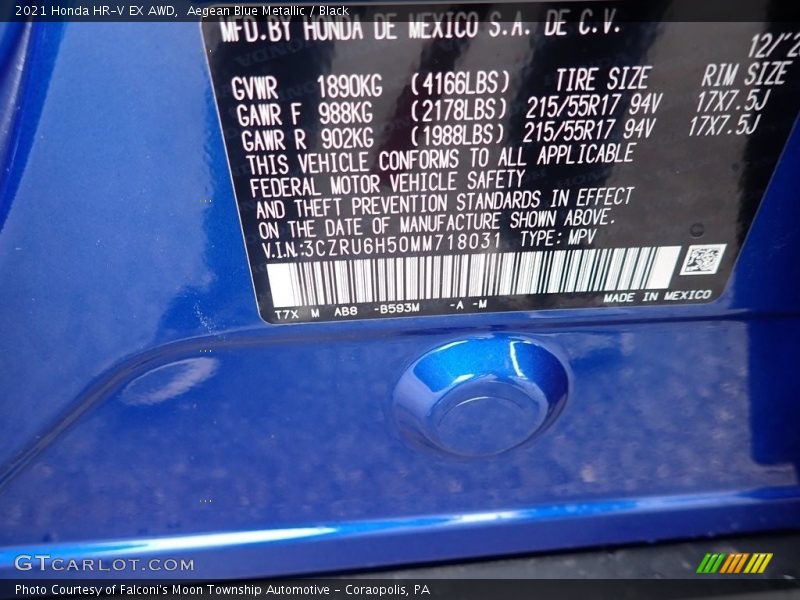 2021 Honda HR-V EX AWD, Aegean Blue Metallic / Black
MFD.BY HONDA DE MEXICO S.A. DE C.V.
12/'2
GVWR 1890KG (4166LBS) TIRE SIZE RIM SIZE
GAWR F 988KG (2178LBS) 215/55R17 94V 17X7.5J
GAWR R 902KG (1988LBS) 215/55R17 94V 17X7.5J
THIS VEHICLE CONFORMS TO ALL APPLICABLE
FEDERAL MOTOR VEHICLE SAFETY
AND THEFT PREVENTION STANDARDS IN EFFECT
ON THE DATE OF MANUFACTURE SHOWN ABOVE.
V.I.N:3CZRU6H50MM718031 TYPE: MPV
T7X M AB8 -B593M -A -M MADE IN MEXICO
GTCARLOT.COM
Photo Courtesy of Falconi's Moon Township Automotive - Coraopolis, PA